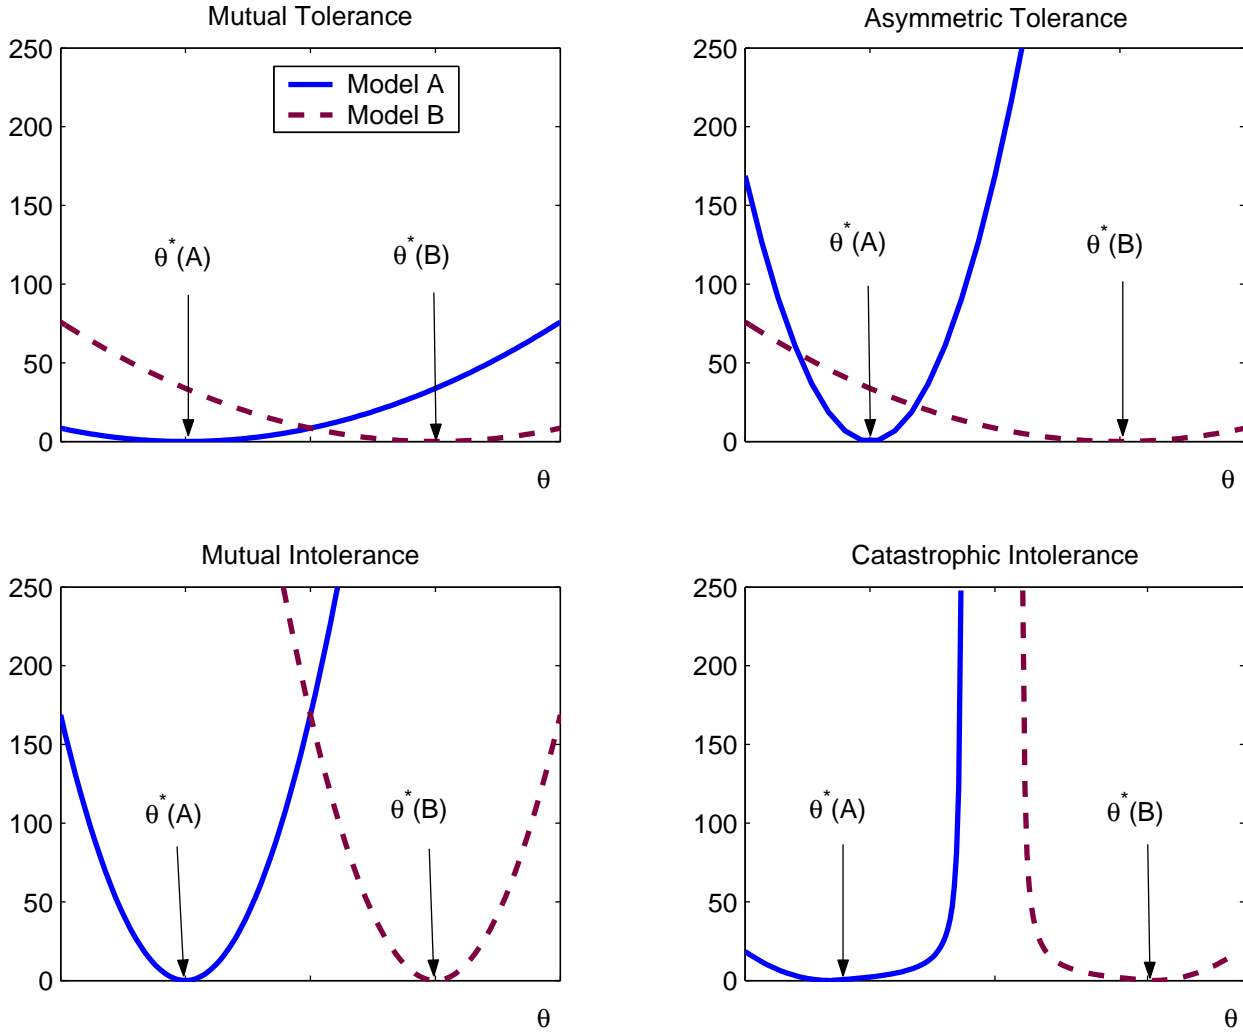 Mutual Tolerance
250
200
150
100
50
0
Model A
Model B
θ*(A)
θ*(B)
θ
Asymmetric Tolerance
250
200
150
100
50
0
θ*(A)
θ*(B)
θ
Mutual Intolerance
250
200
150
100
50
0
θ*(A)
θ*(B)
θ
Catastrophic Intolerance
250
200
150
100
50
0
θ*(A)
θ*(B)
θ